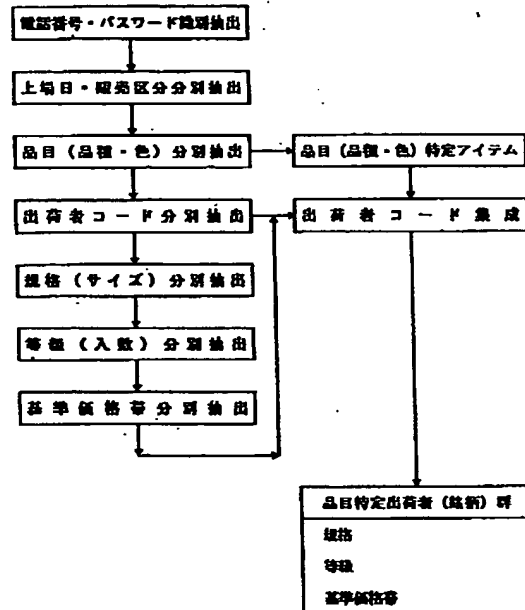 電話番号・パスワード識別抽出
上場日・販売区分分別抽出
品目（品種・色）分別抽出
品目（品種・色）特定アイテム
出荷者コード分別抽出
出荷者コード集成
規格（サイズ）分別抽出
等級（入数）分別抽出
基準価格帯分別抽出
品目特定出荷者（銘柄）群
規格
等級
基準価格帯